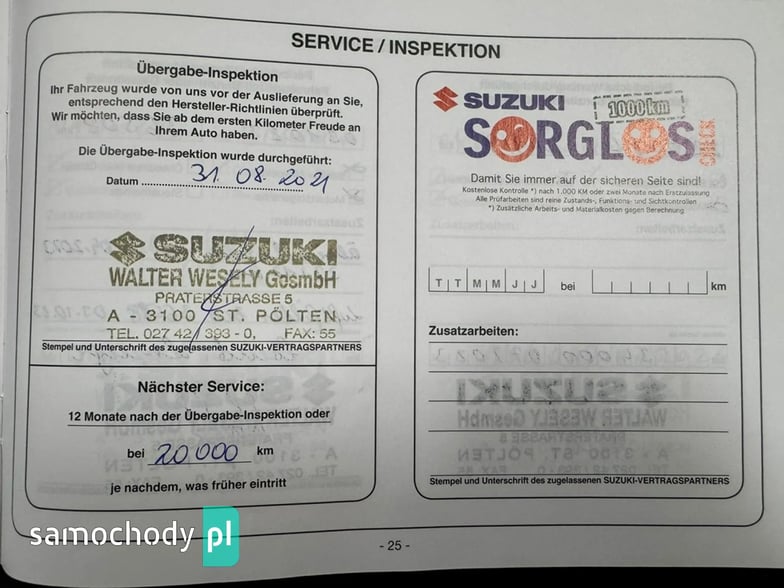 SERVICE / INSPEKTION
Übergabe-Inspektion
Ihr Fahrzeug wurde von uns vor der Auslieferung an Sie,
entsprechend den Hersteller-Richtlinien überprüft.
Wir möchten, dass Sie ab dem ersten Kilometer Freude an
Ihrem Auto haben.
Die Übergabe-Inspektion wurde durchgeführt:
Datum 31. 08. 2021
SUZUKI
WALTER WESELY GesmbH
PRATERSTRASSE 5
A - 3100 ST. PÖLTEN
TEL. 027 42 / 393 - 0, FAX: 55
Stempel und Unterschrift des zugelassenen SUZUKI-VERTRAGSPARTNERS
Nächster Service:
12 Monate nach der Übergabe-Inspektion oder
bei 20 000 km
je nachdem, was früher eintritt
SUZUKI 1000 km
SORGLOS CHECK
Damit Sie immer auf der sicheren Seite sind!
Kostenlose Kontrolle *) nach 1.000 KM oder zwei Monate nach Erstzulassung
Alle Prüfarbeiten sind reine Zustands-, Funktions- und Sichtkontrollen
*) Zusätzliche Arbeits- und Materialkosten gegen Berechnung
T T M M J J bei km
Zusatzarbeiten:
Stempel und Unterschrift des zugelassenen SUZUKI-VERTRAGSPARTNERS
- 25 -
samochody pl